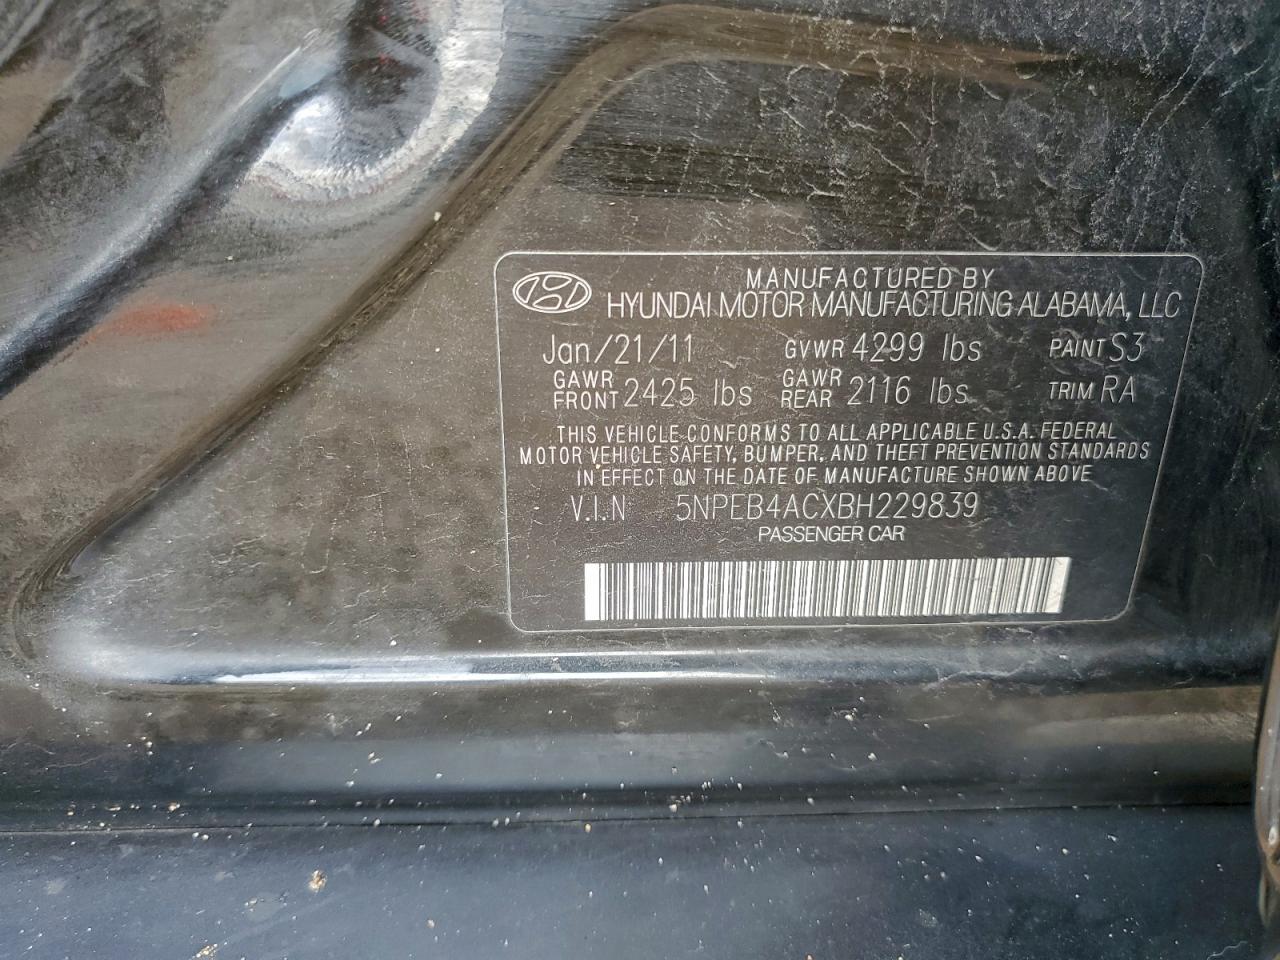 MANUFACTURED BY
HYUNDAI MOTOR MANUFACTURING ALABAMA, LLC
Jan/21/11 GVWR 4299 lbs PAINT S3
GAWR FRONT 2425 lbs GAWR REAR 2116 lbs TRIM RA
THIS VEHICLE CONFORMS TO ALL APPLICABLE U.S.A. FEDERAL
MOTOR VEHICLE SAFETY, BUMPER, AND THEFT PREVENTION STANDARDS
IN EFFECT ON THE DATE OF MANUFACTURE SHOWN ABOVE
V.I.N 5NPEB4ACXBH229839
PASSENGER CAR